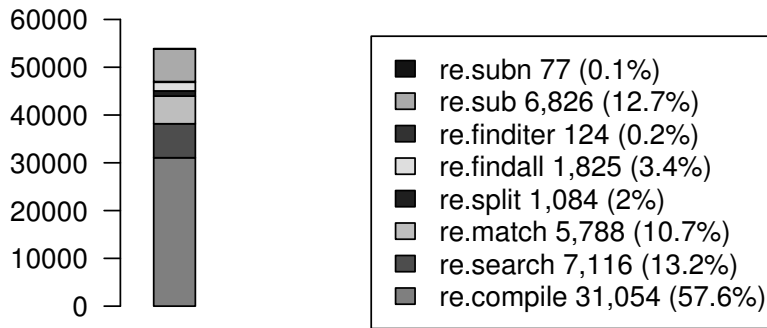 60000
50000
40000
30000
20000
10000
0
re.subn 77 (0.1%)
re.sub 6,826 (12.7%)
re.finditer 124 (0.2%)
re.findall 1,825 (3.4%)
re.split 1,084 (2%)
re.match 5,788 (10.7%)
re.search 7,116 (13.2%)
re.compile 31,054 (57.6%)